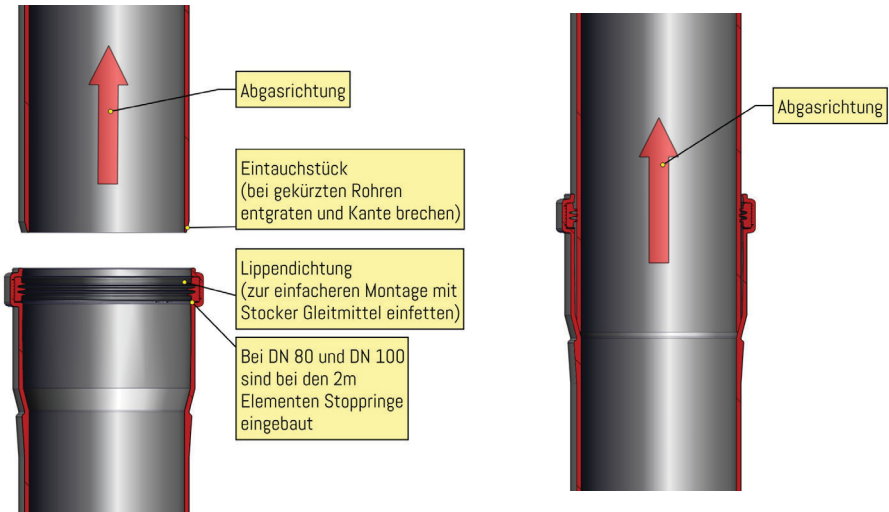 Abgasrichtung
Eintauchstück
(bei gekürzten Rohren
entgraten und Kante brechen)
Lippendichtung
(zur einfacheren Montage mit
Stocker Gleitmittel einfetten)
Bei DN 80 und DN 100
sind bei den 2m
Elementen Stoppringe
eingebaut
Abgasrichtung